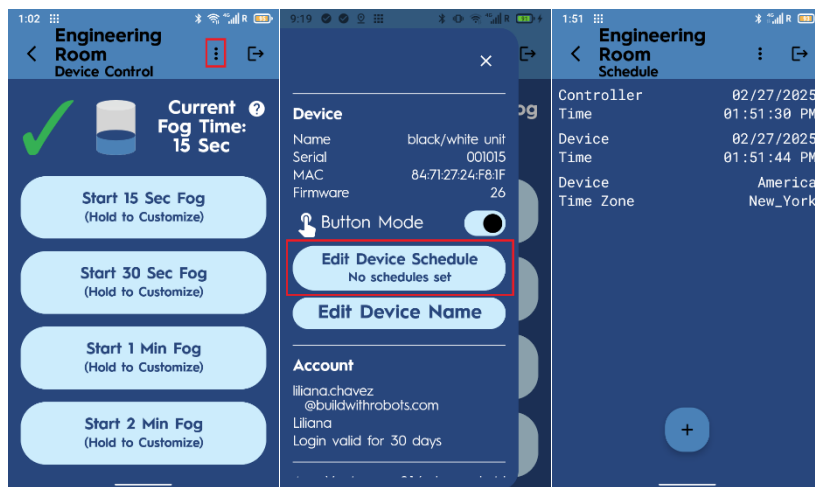 1:02
R
Engineering
Room
Device Control
Current
Fog Time:
15 Sec
?
Start 15 Sec Fog
(Hold to Customize)
Start 30 Sec Fog
(Hold to Customize)
Start 1 Min Fog
(Hold to Customize)
Start 2 Min Fog
(Hold to Customize)
9:19
R
og
Device
Name black/white unit
Serial 001015
MAC 84:71:27:24:F8:1F
Firmware 26
Button Mode
Edit Device Schedule
No schedules set
Edit Device Name
Account
liliana.chavez
@buildwithrobots.com
Liliana
Login valid for 30 days
1:51
R
Engineering
Room
Schedule
Controller 02/27/2025
Time 01:51:30 PM
Device 02/27/2025
Time 01:51:44 PM
Device America
Time Zone New_York
+